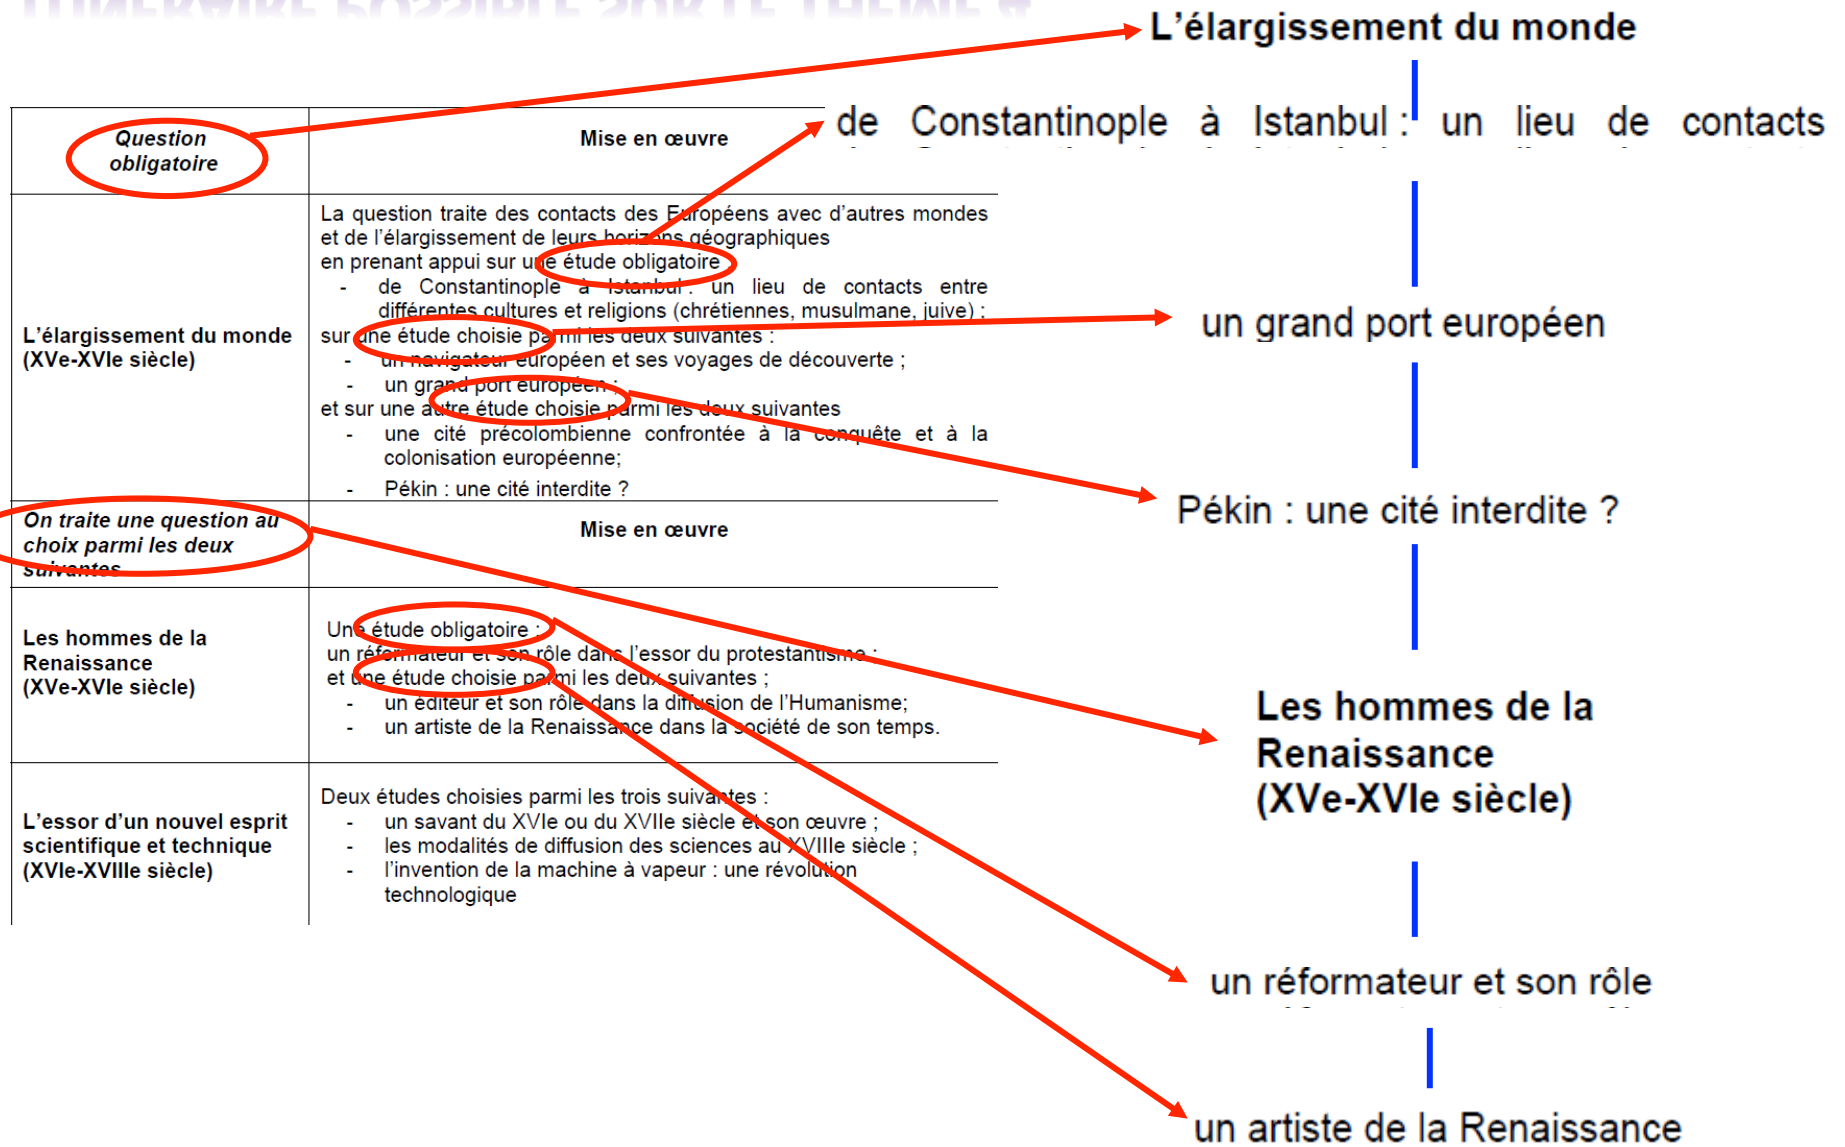 ITINÉRAIRE POSSIBLE SUR LE THÈME 4
Question
obligatoire
Mise en œuvre
L'élargissement du monde
(XVe-XVIe siècle)
La question traite des contacts des Européens avec d'autres mondes
et de l'élargissement de leurs horizons géographiques
en prenant appui sur une étude obligatoire
- de Constantinople à Istanbul : un lieu de contacts entre
différentes cultures et religions (chrétiennes, musulmane, juive) ;
sur une étude choisie parmi les deux suivantes :
- un navigateur européen et ses voyages de découverte ;
- un grand port européen ;
et sur une autre étude choisie parmi les deux suivantes
- une cité précolombienne confrontée à la conquête et à la
colonisation européenne;
- Pékin : une cité interdite ?
On traite une question au
choix parmi les deux
suivantes
Mise en œuvre
Les hommes de la
Renaissance
(XVe-XVIe siècle)
Une étude obligatoire :
un réformateur et son rôle dans l'essor du protestantisme ;
et une étude choisie parmi les deux suivantes ;
- un éditeur et son rôle dans la diffusion de l'Humanisme;
- un artiste de la Renaissance dans la société de son temps.
L'essor d'un nouvel esprit
scientifique et technique
(XVIe-XVIIIe siècle)
Deux études choisies parmi les trois suivantes :
- un savant du XVIe ou du XVIIe siècle et son œuvre ;
- les modalités de diffusion des sciences au XVIIIe siècle ;
- l'invention de la machine à vapeur : une révolution
technologique
L'élargissement du monde
de Constantinople à Istanbul : un lieu de contacts
un grand port européen
Pékin : une cité interdite ?
Les hommes de la
Renaissance
(XVe-XVIe siècle)
un réformateur et son rôle
un artiste de la Renaissance